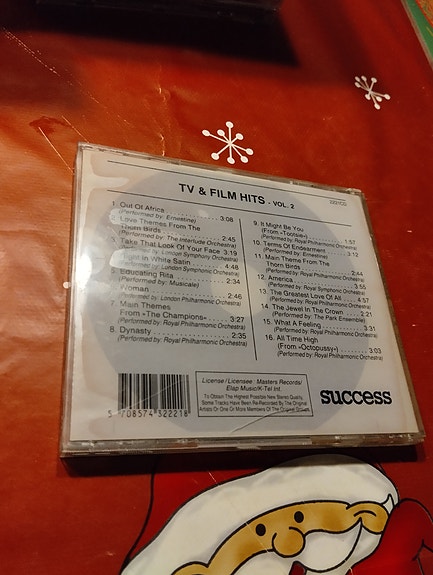 TV & FILM HITS - VOL. 2
2221CD
1. Out Of Africa . . . . . . . . . . . . . 3:08
(Performed by: Ernestine)
2. Love Themes From The
Thorn Birds . . . . . . . . . . . . . . 2:45
(Performed by: The Interlude Orchestra)
3. Take That Look Of Your Face 3.19
(Performed by: London Symphony Orchestra)
4. Night In White Satin . . . . . . 4:48
(Performed by: London Symphonic Orchestra)
5. Educating Rita . . . . . . . . . . . 2:34
(Performed by: Musicale)
6. Froman . . . . . . . . . . . . . . . . 2:46
(Performed by: London Philharmonic Orchestra)
7. Main Themes
From »The Champions« . . . . 3:27
(Performed by: Royal Philharmonic Orchestra)
8. Dynasty . . . . . . . . . . . . . . . . 2:35
(Performed by: Royal Philharmonic Orchestra)
9. It Might Be You
(From »Tootsie«) . . . . . . . . . . 1:57
(Performed by: Royal Philharmonic Orchestra)
10. Terms Of Endearment . . . . . 3:12
(Performed by: Ernestine)
11. Main Theme From The
Thorn Birds . . . . . . . . . . . . . . 2:44
(Performed by: Royal Philharmonic Orchestra)
12. America . . . . . . . . . . . . . . . . 3:55
(Performed by: Royal Symphonic Orchestra)
13. The Greatest Love Of All . . . 4:57
(Performed by: Royal Philharmonic Orchestra)
14. The Jewel In The Crown . . . 2:21
(Performed by: The Park Ensemble)
15. What A Feeling . . . . . . . . . . 3:31
(Performed by: Royal Philharmonic Orchestra)
16. All Time High
(From »Octopussy«) . . . . . . . . 3:03
(Performed by: Royal Philharmonic Orchestra)
5 708574 322218
License / Licensee : Masters Records/
Elap Music/K-Tel Int.
To Obtain The Highest Possible New Stereo Quality,
Some Tracks Have Been Re-Recorded By The Original
Artists Or One Or More Members Of The Original Group.
success